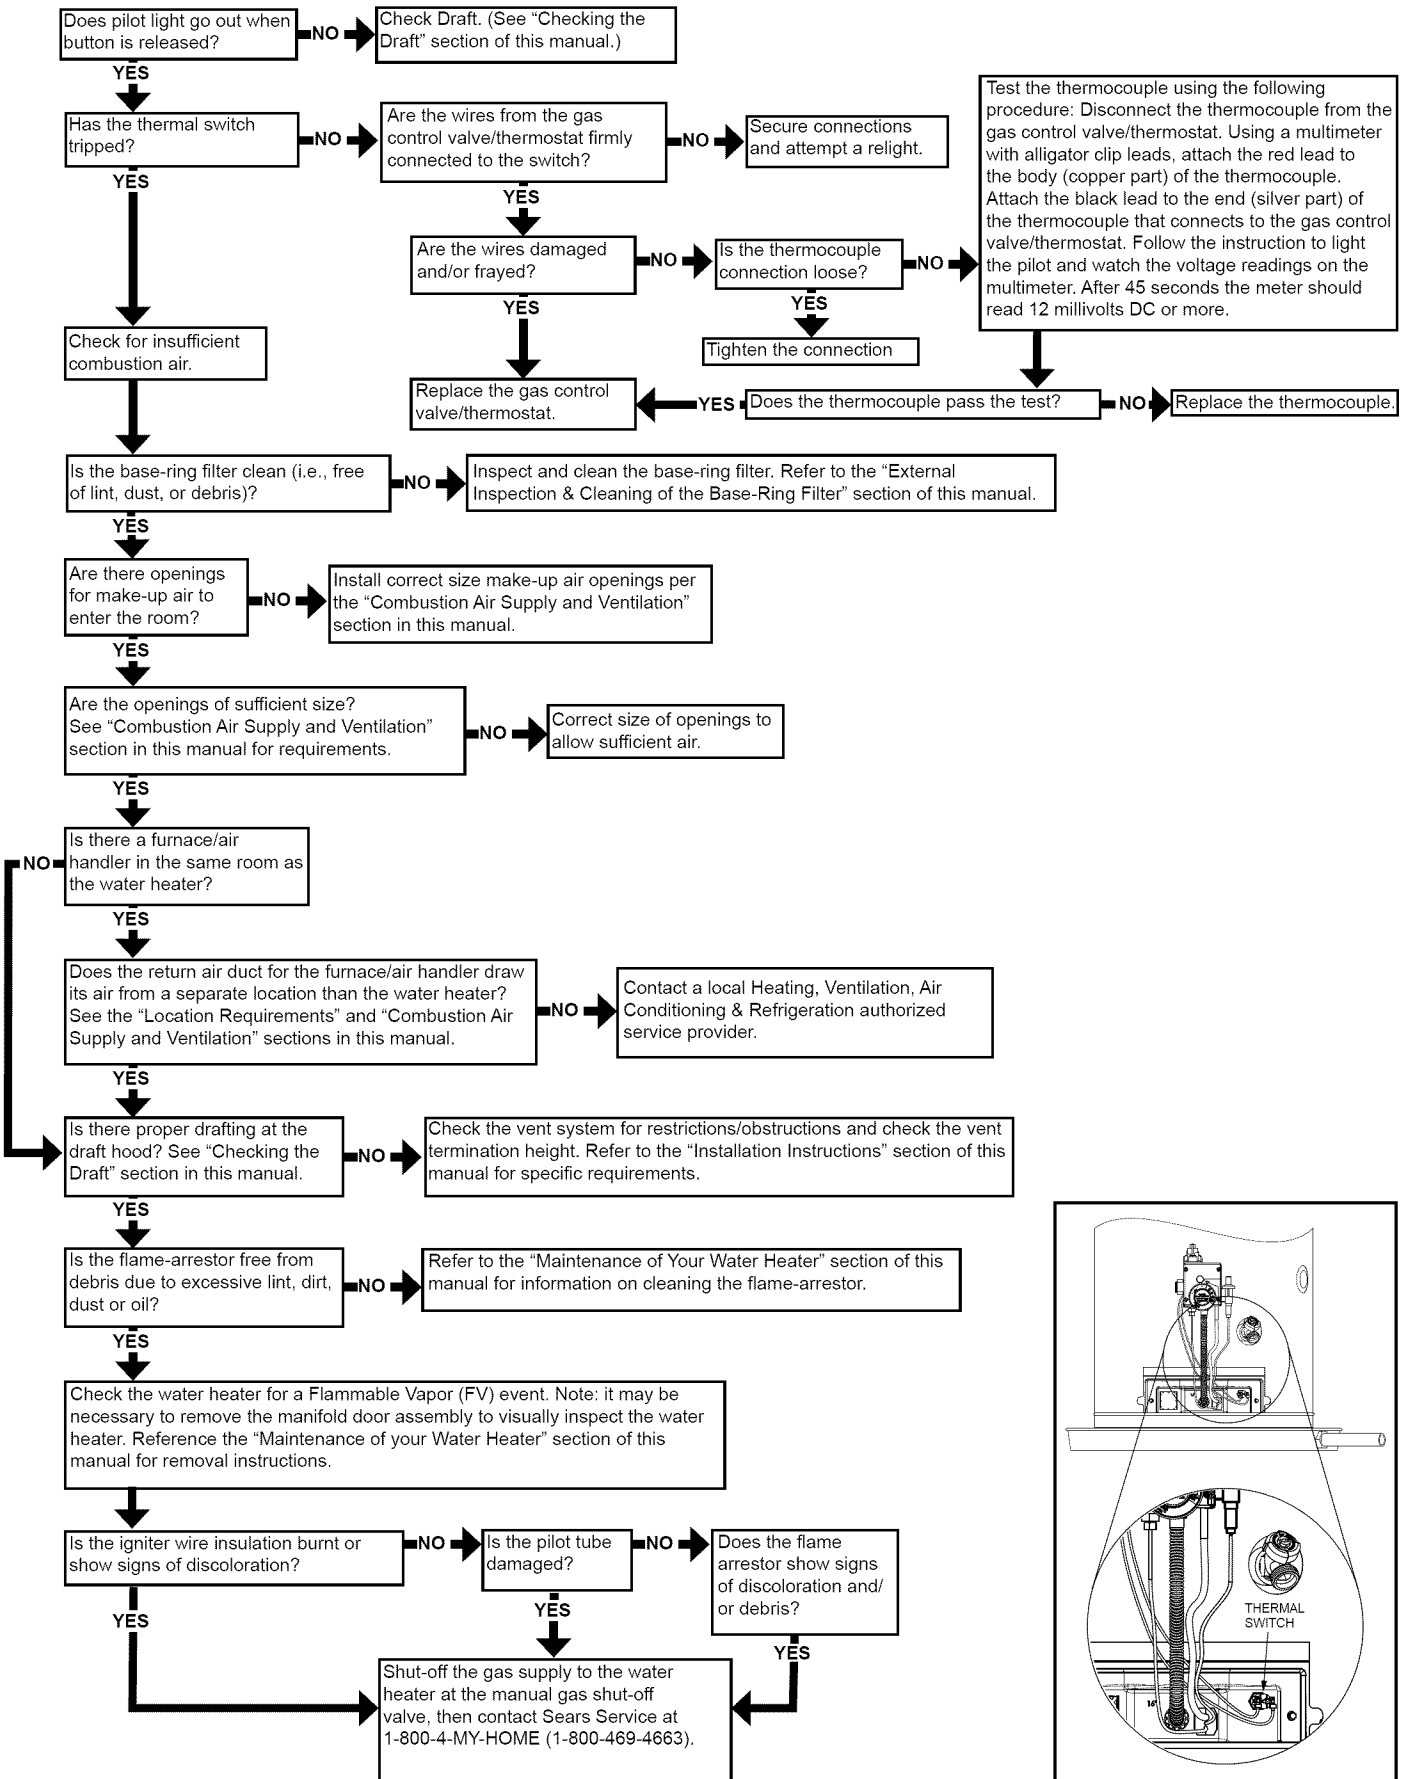 Does pilot light go out when
button is released?
NO
Check Draft. (See “Checking the
Draft” section of this manual.)
YES
Has the thermal switch
tripped?
NO
Are the wires from the gas
control valve/thermostat firmly
connected to the switch?
NO
Secure connections
and attempt a relight.
Test the thermocouple using the following
procedure: Disconnect the thermocouple from the
gas control valve/thermostat. Using a multimeter
with alligator clip leads, attach the red lead to
the body (copper part) of the thermocouple.
Attach the black lead to the end (silver part) of
the thermocouple that connects to the gas control
valve/thermostat. Follow the instruction to light
the pilot and watch the voltage readings on the
multimeter. After 45 seconds the meter should
read 12 millivolts DC or more.
YES
YES
Are the wires damaged
and/or frayed?
NO
Is the thermocouple
connection loose?
NO
YES
YES
Tighten the connection
Check for insufficient
combustion air.
Replace the gas control
valve/thermostat.
YES
Does the thermocouple pass the test?
NO
Replace the thermocouple.
Is the base-ring filter clean (i.e., free
of lint, dust, or debris)?
NO
Inspect and clean the base-ring filter. Refer to the “External
Inspection & Cleaning of the Base-Ring Filter” section of this manual.
YES
Are there openings
for make-up air to
enter the room?
NO
Install correct size make-up air openings per
the “Combustion Air Supply and Ventilation”
section in this manual.
YES
Are the openings of sufficient size?
See “Combustion Air Supply and Ventilation”
section in this manual for requirements.
NO
Correct size of openings to
allow sufficient air.
YES
Is there a furnace/air
handler in the same room as
the water heater?
NO
YES
Does the return air duct for the furnace/air handler draw
its air from a separate location than the water heater?
See the “Location Requirements” and “Combustion Air
Supply and Ventilation” sections in this manual.
NO
Contact a local Heating, Ventilation, Air
Conditioning & Refrigeration authorized
service provider.
YES
Is there proper drafting at the
draft hood? See “Checking the
Draft” section in this manual.
NO
Check the vent system for restrictions/obstructions and check the vent
termination height. Refer to the “Installation Instructions” section of this
manual for specific requirements.
YES
Is the flame-arrestor free from
debris due to excessive lint, dirt,
dust or oil?
NO
Refer to the “Maintenance of Your Water Heater” section of this
manual for information on cleaning the flame-arrestor.
YES
Check the water heater for a Flammable Vapor (FV) event. Note: it may be
necessary to remove the manifold door assembly to visually inspect the water
heater. Reference the “Maintenance of your Water Heater” section of this
manual for removal instructions.
Is the igniter wire insulation burnt or
show signs of discoloration?
NO
Is the pilot tube
damaged?
NO
Does the flame
arrestor show signs
of discoloration and/
or debris?
YES
YES
YES
Shut-off the gas supply to the water
heater at the manual gas shut-off
valve, then contact Sears Service at
1-800-4-MY-HOME (1-800-469-4663).
THERMAL
SWITCH
16"